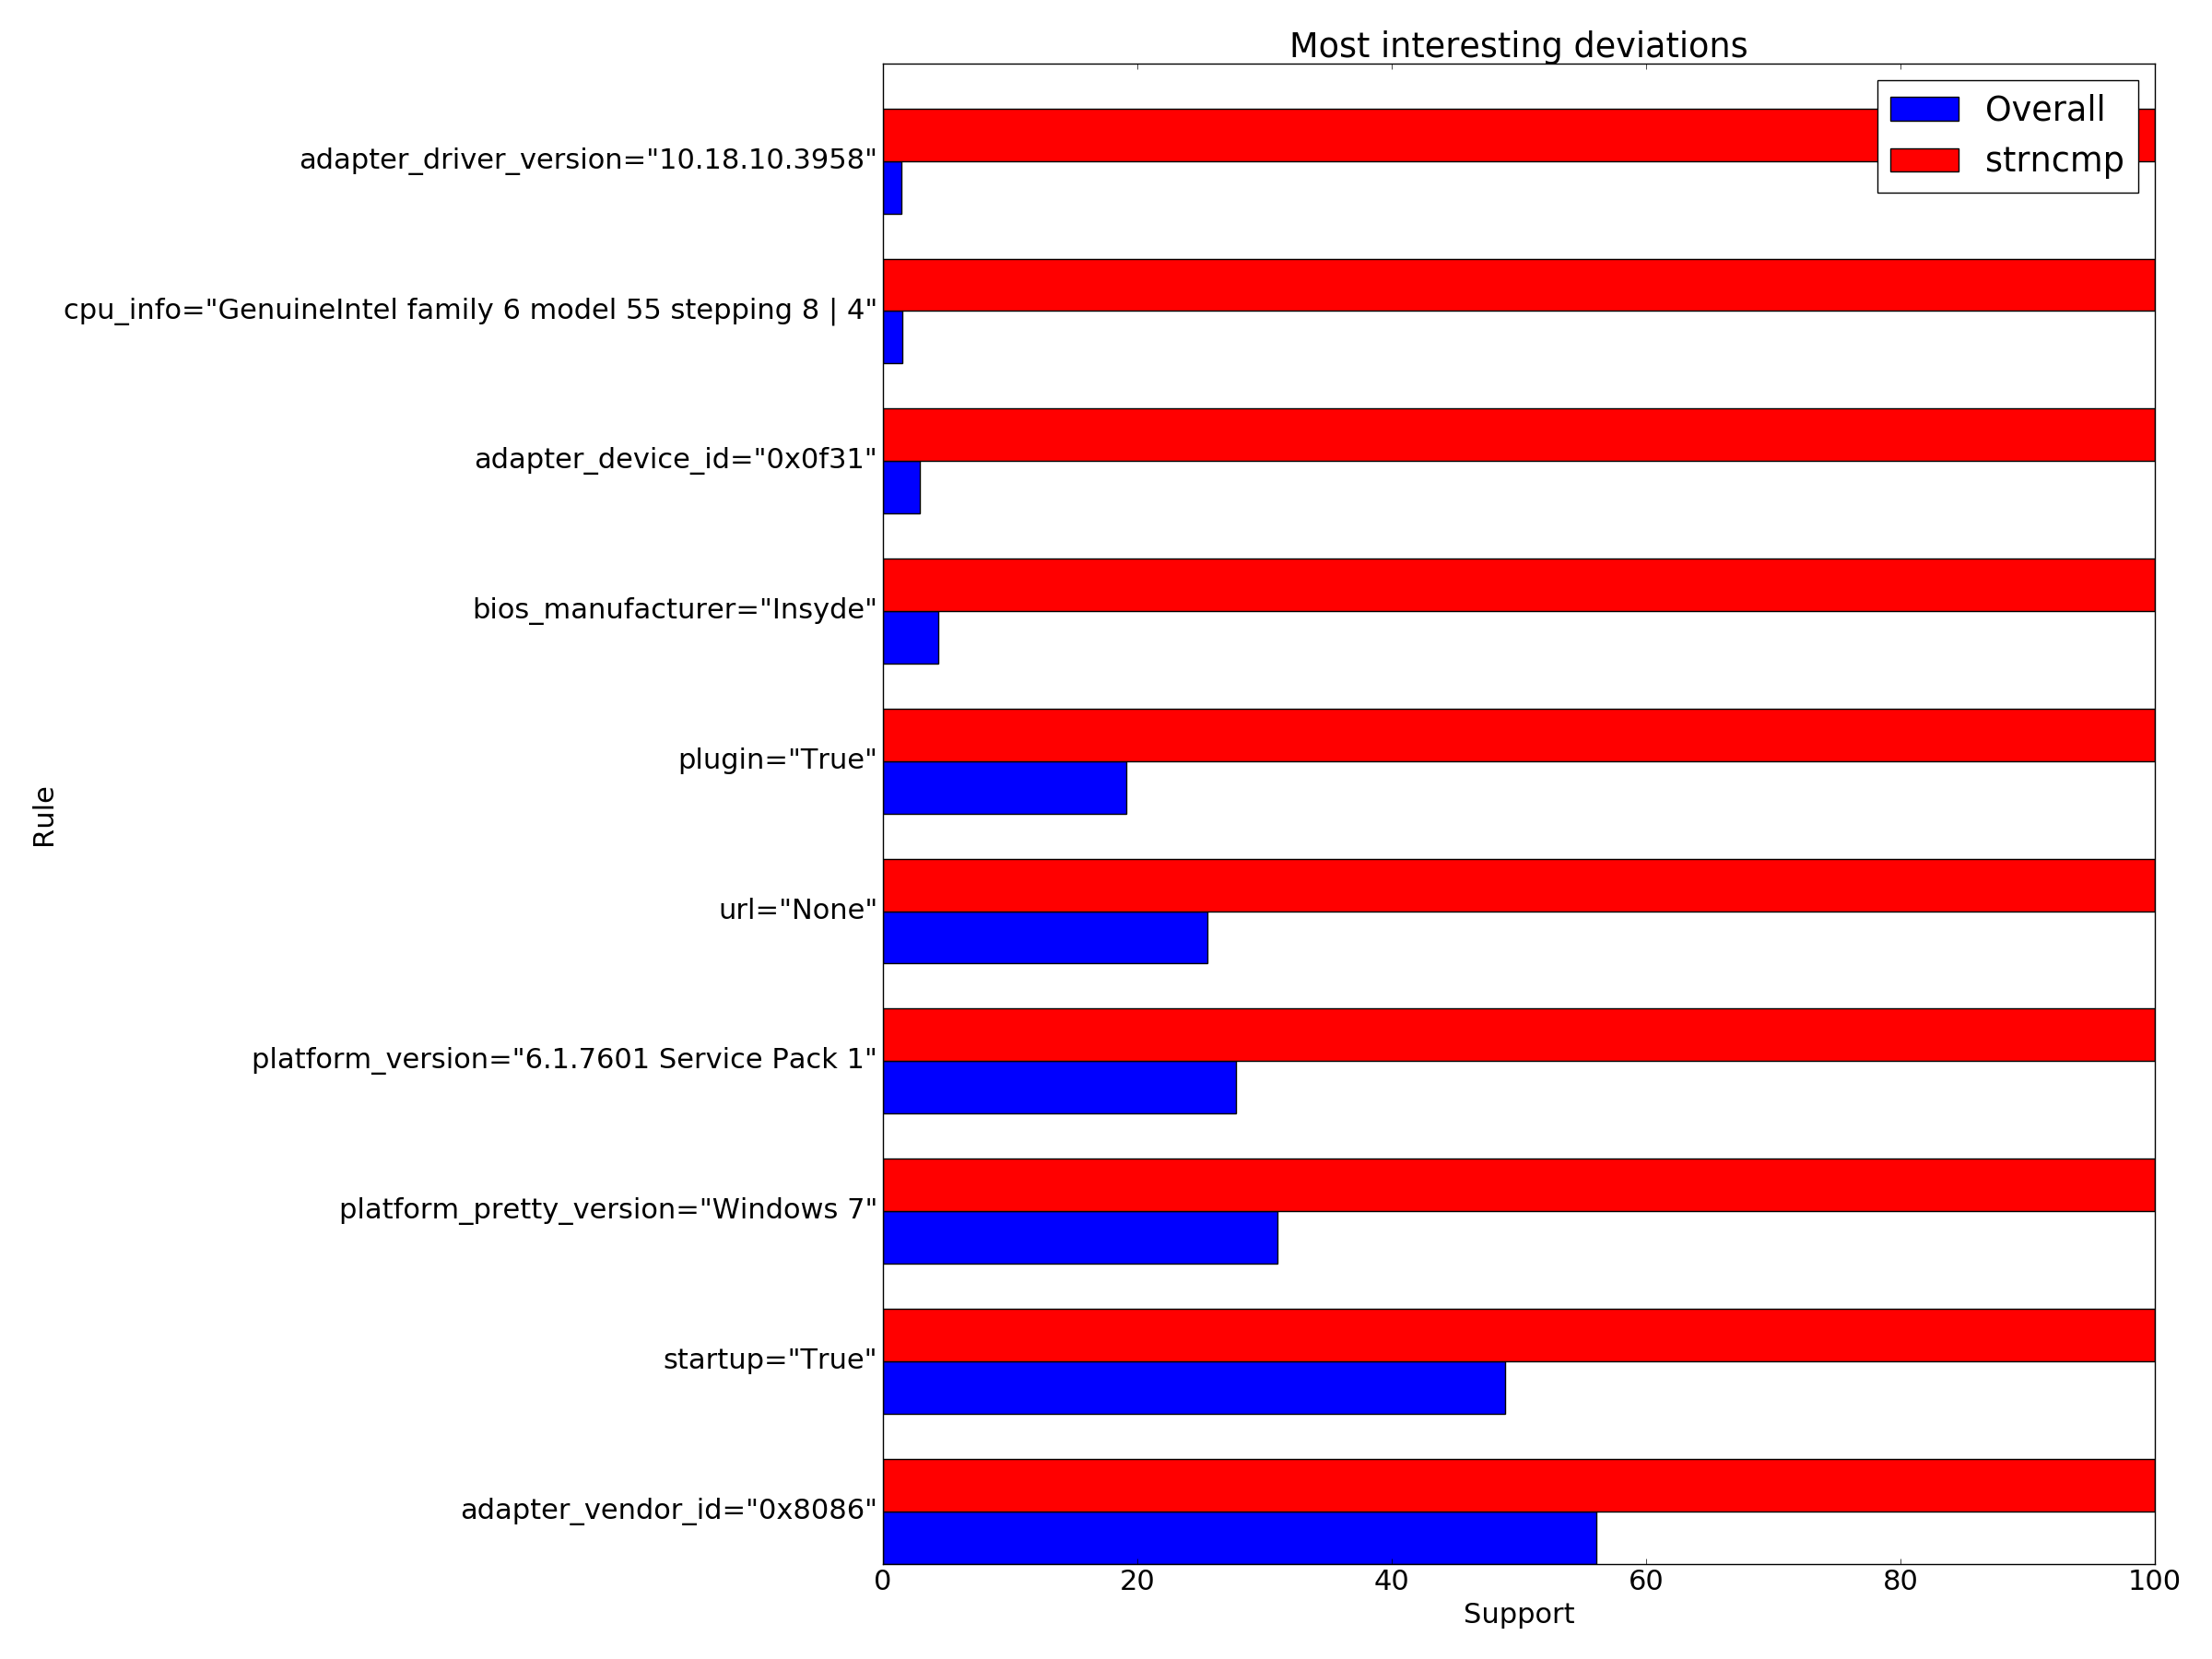 Most interesting deviations
Overall
strncmp
adapter_driver_version="10.18.10.3958"
cpu_info="GenuineIntel family 6 model 55 stepping 8 | 4"
adapter_device_id="0x0f31"
bios_manufacturer="Insyde"
plugin="True"
url="None"
platform_version="6.1.7601 Service Pack 1"
platform_pretty_version="Windows 7"
startup="True"
adapter_vendor_id="0x8086"
Rule
0 20 40 60 80 100
Support